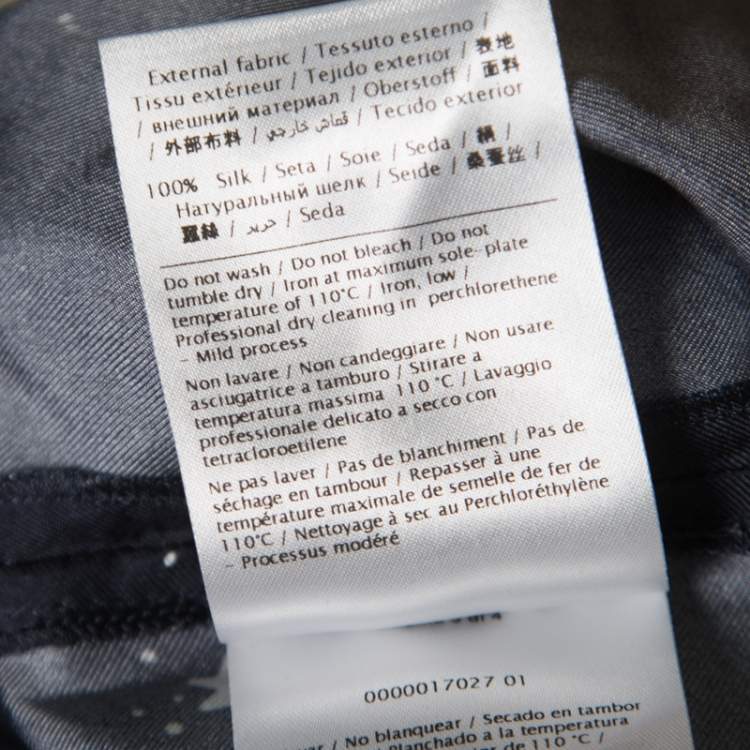 External fabric / Tessuto esterno /
Tissu extérieur / Tejido exterior / 表地
/ внешний материал / Oberstoff / 面料
/ 外部布料 / قماش خارجي / Tecido exterior
100% Silk / Seta / Soie / Seda / 絹 /
Натуральный шелк / Seide / 桑蚕丝 /
蠶絲 / حرير / Seda
Do not wash / Do not bleach / Do not
tumble dry / Iron at maximum sole-plate
temperature of 110°C / Iron, low /
Professional dry cleaning in perchlorethene
- Mild process
Non lavare / Non candeggiare / Non usare
asciugatrice a tamburo / Stirare a
temperatura massima 110 °C / Lavaggio
professionale delicato a secco con
tetracloroetilene
Ne pas laver / Pas de blanchiment / Pas de
séchage en tambour / Repasser à une
température maximale de semelle de fer de
110°C / Nettoyage à sec au Perchloréthylène
- Processus modéré
0000017027 01
/ No blanquear / Secado en tambor
Planchado a la temperatura
de 110 °C /